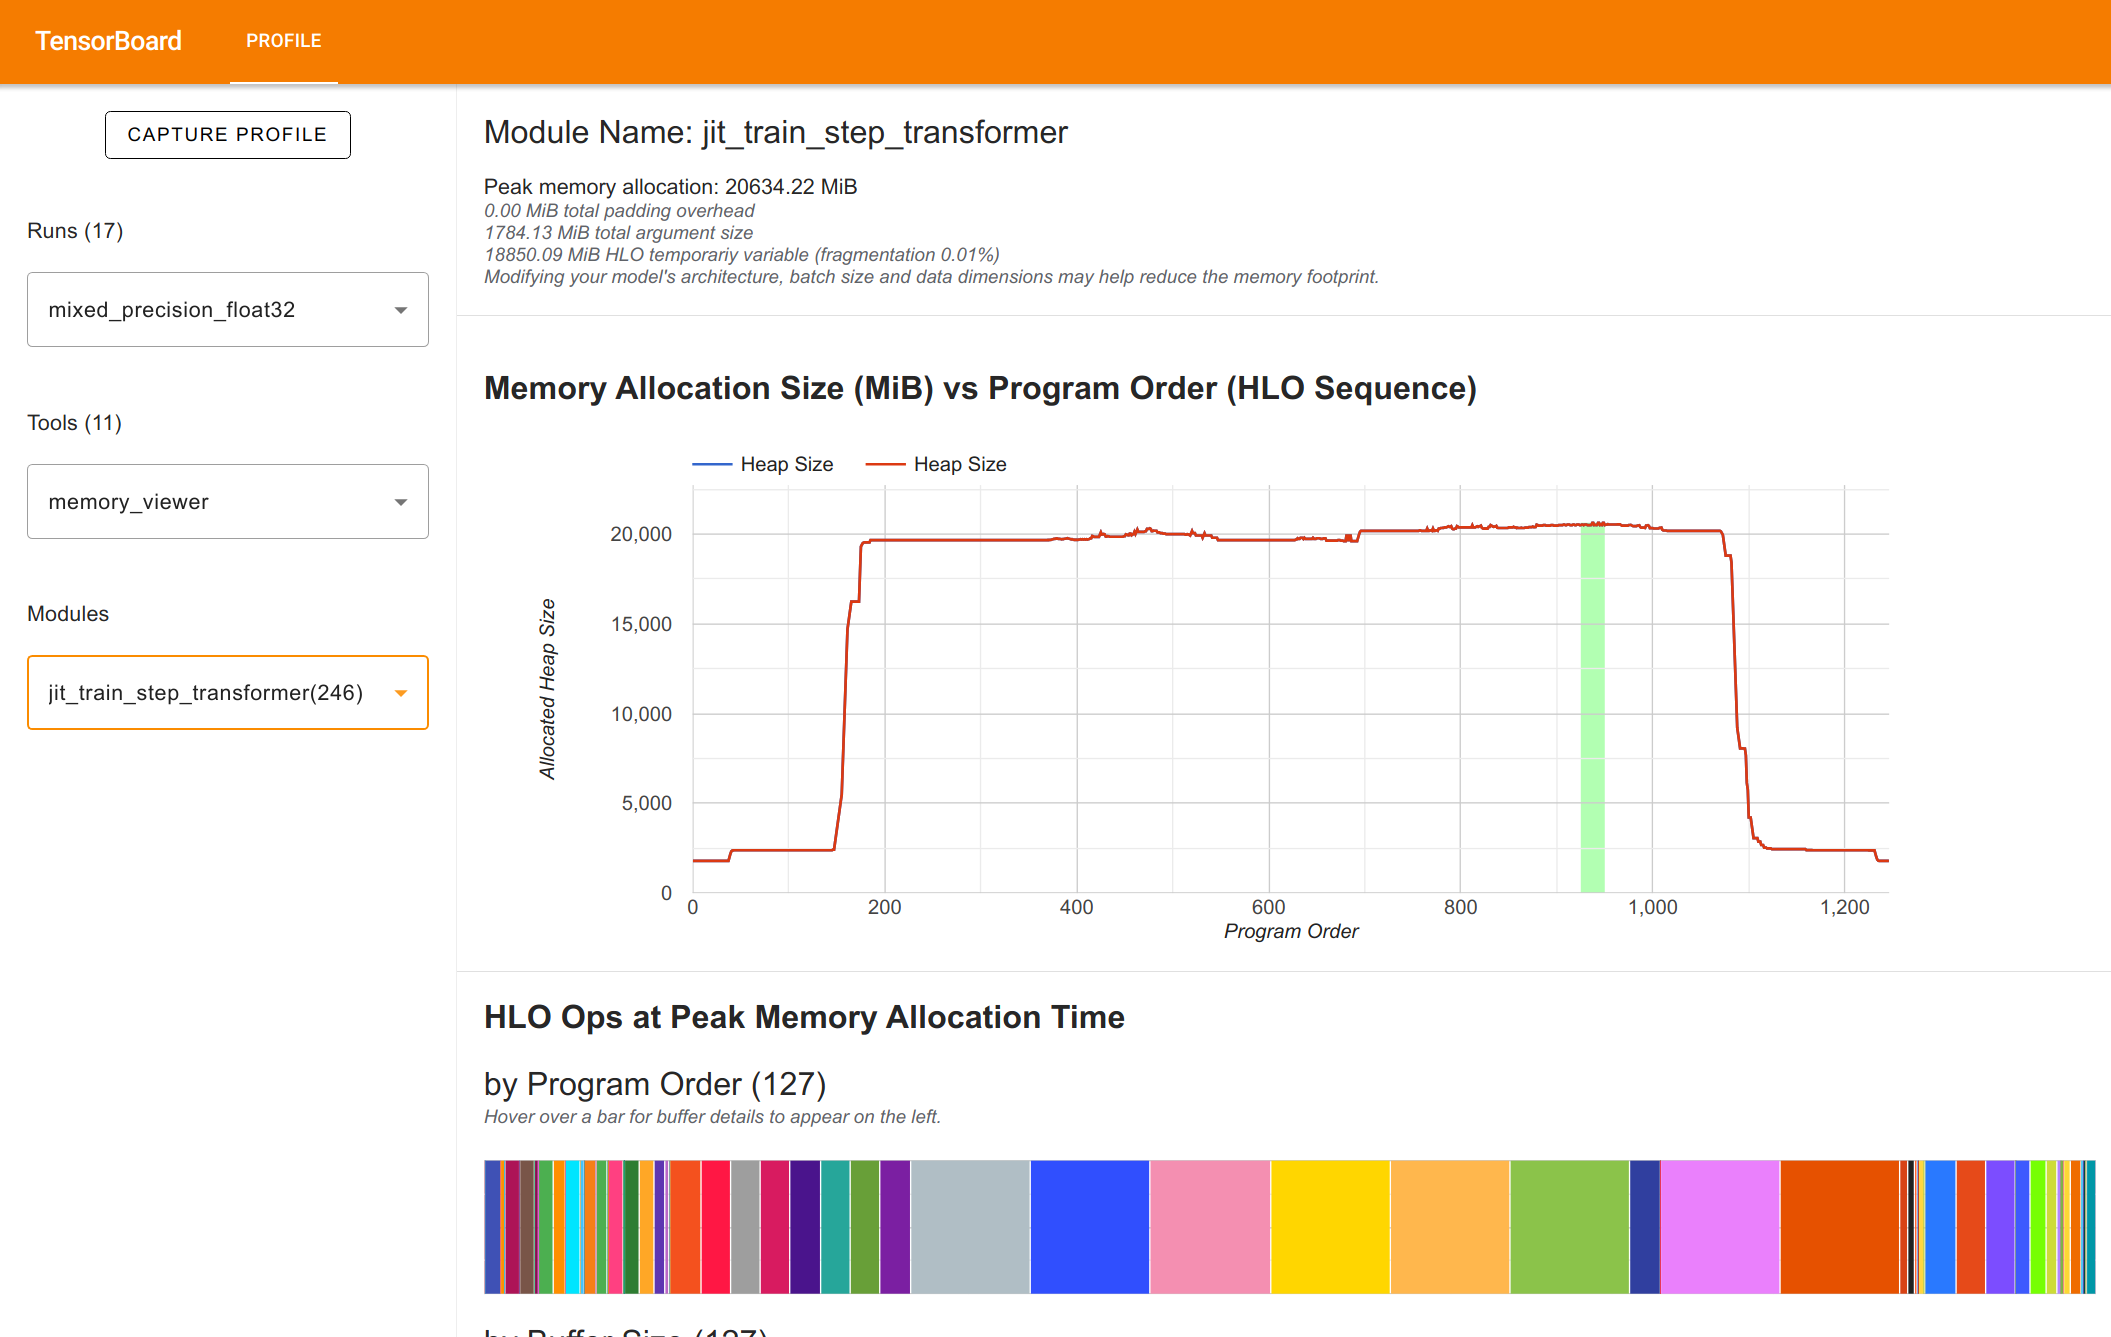 TensorBoard
PROFILE
CAPTURE PROFILE
Runs (17)
mixed_precision_float32
Tools (11)
memory_viewer
Modules
jit_train_step_transformer(246)
Module Name: jit_train_step_transformer
Peak memory allocation: 20634.22 MiB
0.00 MiB total padding overhead
1784.13 MiB total argument size
18850.09 MiB HLO temporariy variable (fragmentation 0.01%)
Modifying your model's architecture, batch size and data dimensions may help reduce the memory footprint.
Memory Allocation Size (MiB) vs Program Order (HLO Sequence)
Heap Size
Heap Size
Allocated Heap Size
20,000
15,000
10,000
5,000
0
0 200 400 600 800 1,000 1,200
Program Order
HLO Ops at Peak Memory Allocation Time
by Program Order (127)
Hover over a bar for buffer details to appear on the left.
by Buffer Size (127)